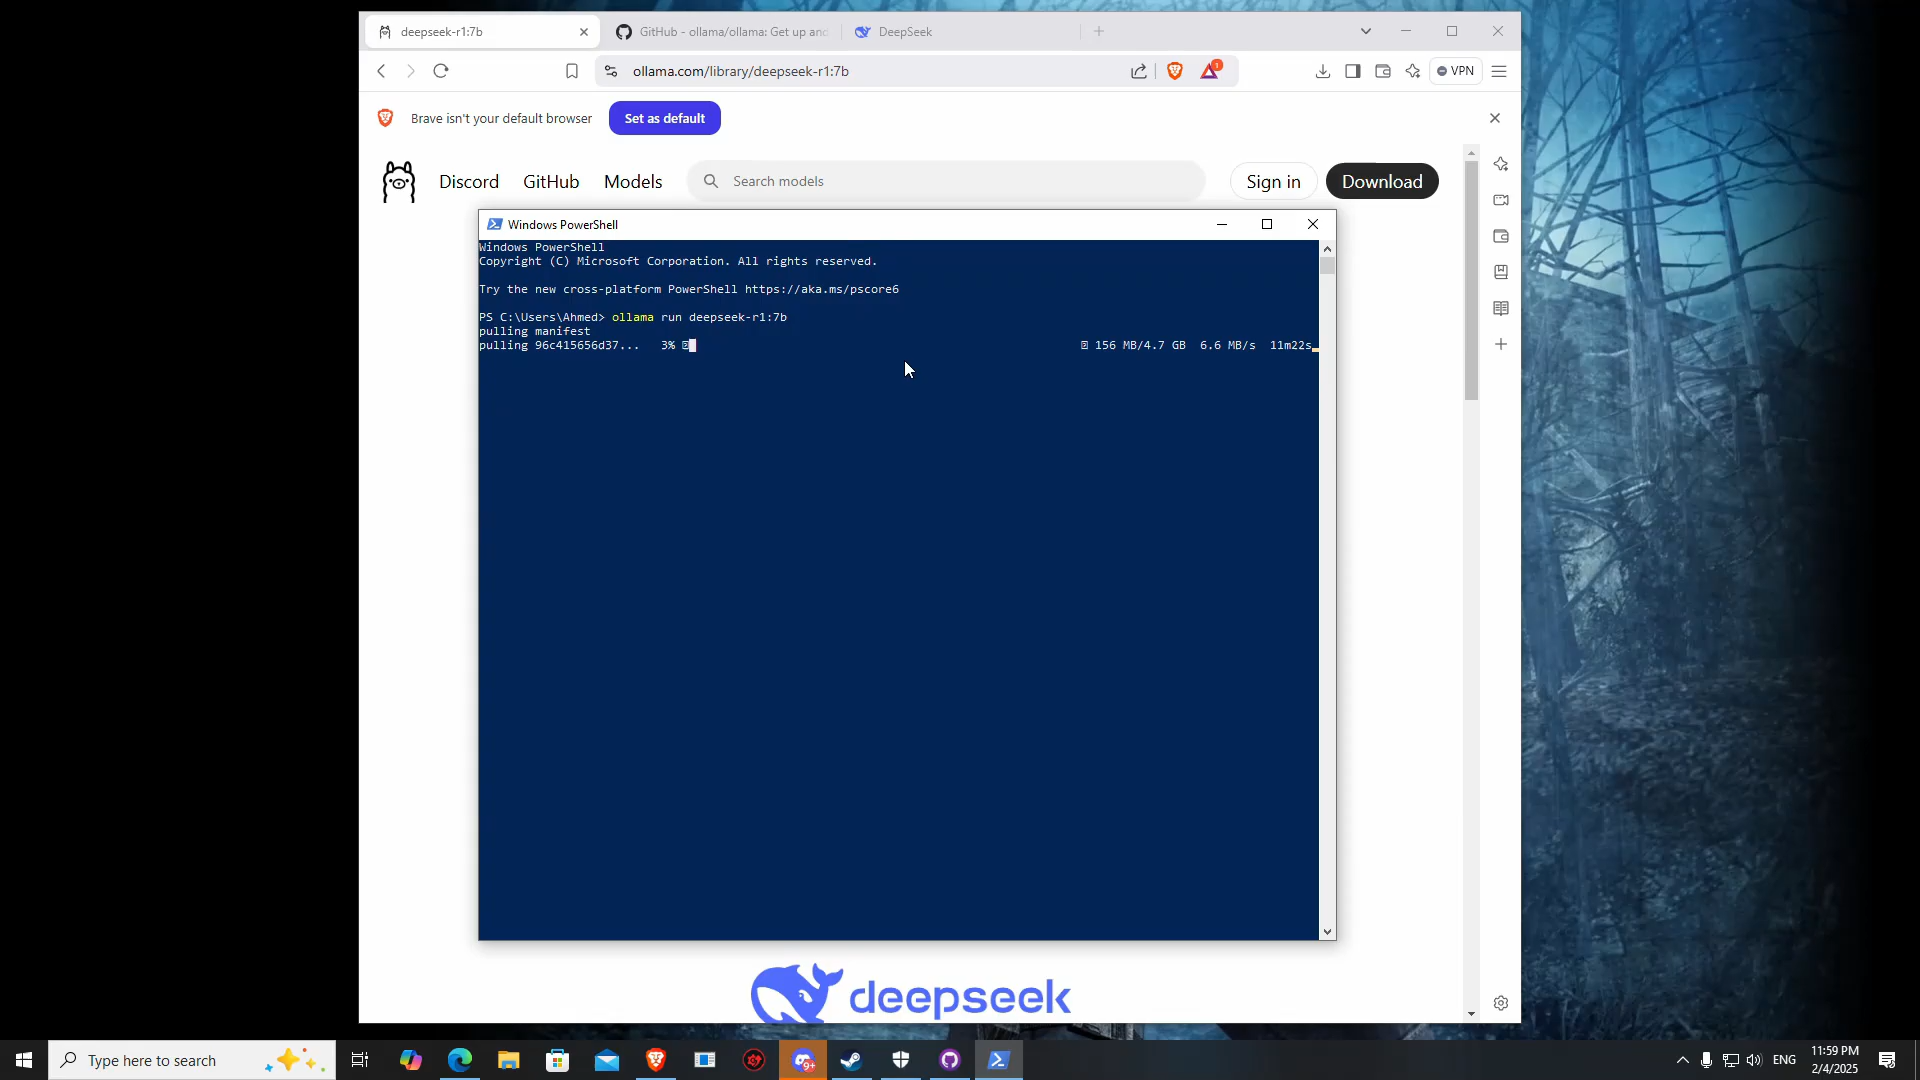 deepseek-r1:7b
GitHub - ollama/ollama: Get up and
DeepSeek
ollama.com/library/deepseek-r1:7b
1
VPN
Brave isn't your default browser
Set as default
Discord
GitHub
Models
Search models
Sign in
Download
Windows PowerShell
Windows PowerShell
Copyright (C) Microsoft Corporation. All rights reserved.
Try the new cross-platform PowerShell https://aka.ms/pscore6
PS C:\Users\Ahmed> ollama run deepseek-r1:7b
pulling manifest
pulling 96c415656d37... 3% 156 MB/4.7 GB 6.6 MB/s 11m22s
deepseek
Type here to search
9+
ENG
11:59 PM
2/4/2025